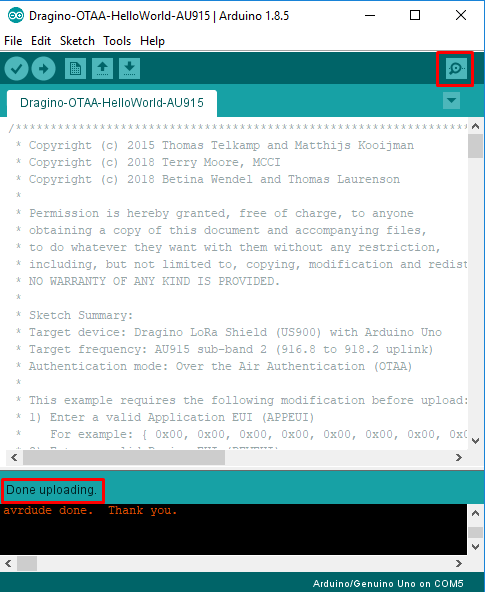 Dragino-OTAA-HelloWorld-AU915 | Arduino 1.8.5
File Edit Sketch Tools Help
Dragino-OTAA-HelloWorld-AU915
/*******************************************************************
 * Copyright (c) 2015 Thomas Telkamp and Matthijs Kooijman
 * Copyright (c) 2018 Terry Moore, MCCI
 * Copyright (c) 2018 Betina Wendel and Thomas Laurenson
 *
 * Permission is hereby granted, free of charge, to anyone
 * obtaining a copy of this document and accompanying files,
 * to do whatever they want with them without any restriction,
 * including, but not limited to, copying, modification and redist
 * NO WARRANTY OF ANY KIND IS PROVIDED.
 *
 * Sketch Summary:
 * Target device: Dragino LoRa Shield (US900) with Arduino Uno
 * Target frequency: AU915 sub-band 2 (916.8 to 918.2 uplink)
 * Authentication mode: Over the Air Authentication (OTAA)
 *
 * This example requires the following modification before upload:
 * 1) Enter a valid Application EUI (APPEUI)
 *    For example: { 0x00, 0x00, 0x00, 0x00, 0x00, 0x00, 0x00, 0x0
Done uploading.
avrdude done.  Thank you.
Arduino/Genuino Uno on COM5